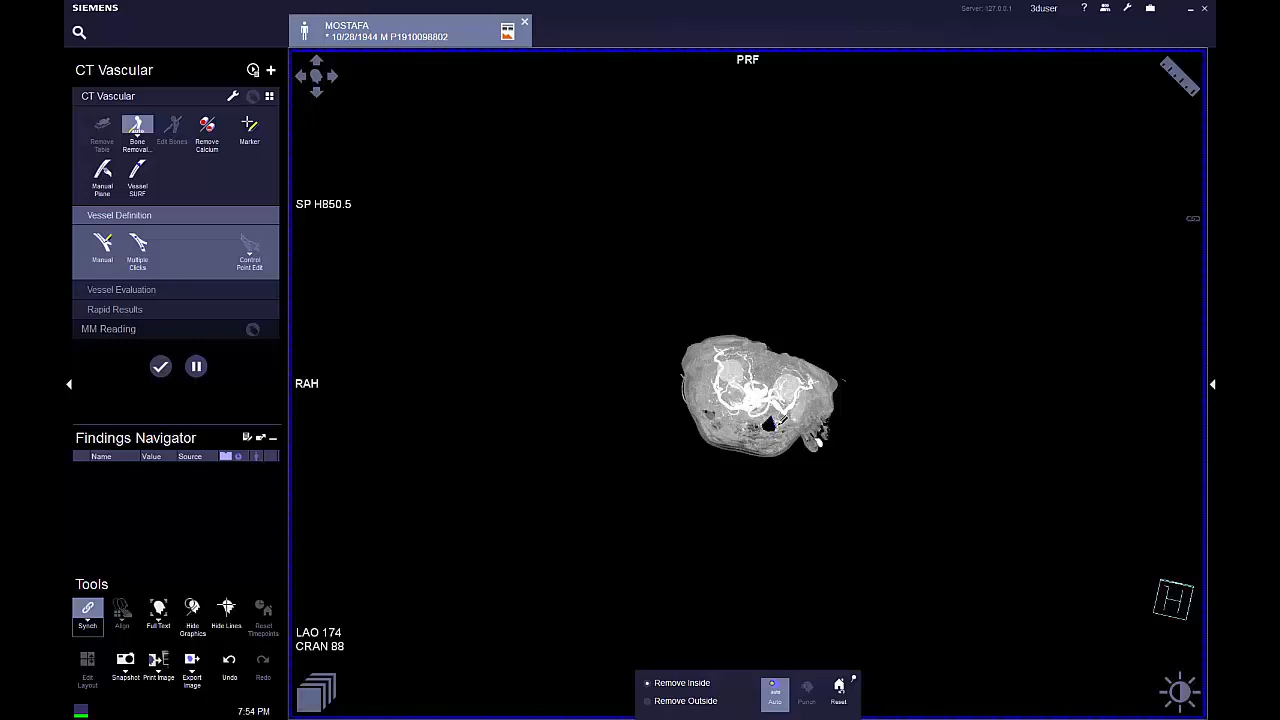 SIEMENS
Server: 127.0.0.1
3duser
?
MOSTAFA
* 10/28/1944 M P1910098802
CT Vascular
CT Vascular
Remove Table
auto
Bone Removal...
Edit Bones
Remove Calcium
Marker
Manual Plane
Vessel SURF
Vessel Definition
Manual
Multiple Clicks
Control Point Edit
Vessel Evaluation
Rapid Results
MM Reading
Findings Navigator
Name Value Source
Tools
Synch
Align
Full Text
Hide Graphics
Hide Lines
Reset Timepoints
Edit Layout
Snapshot
Print Image
Export Image
Undo
Redo
7:54 PM
PRF
SP H850.5
RAH
LAO 174
CRAN 88
H
Remove Inside
Remove Outside
auto
Auto
Punch
Reset